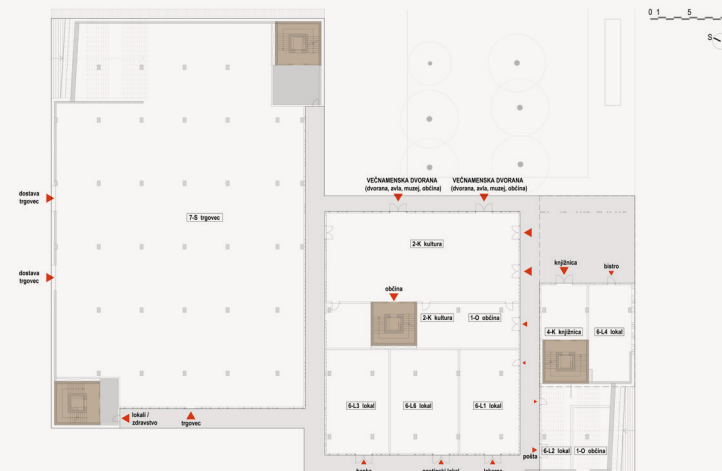 0 1 5
S
VEČNAMENSKA DVORANA
(dvorana, avla, muzej, občina)
VEČNAMENSKA DVORANA
(dvorana, avla, muzej, občina)
dostava
trgovec
7-S trgovec
2-K kultura
knjižnica
bistro
dostava
trgovec
občina
2-K kultura
1-O občina
4-K knjižnica
6-L4 lokal
6-L3 lokal
6-L6 lokal
6-L1 lokal
lokali /
zdravstvo
trgovec
pošta
6-L2 lokal
1-O občina